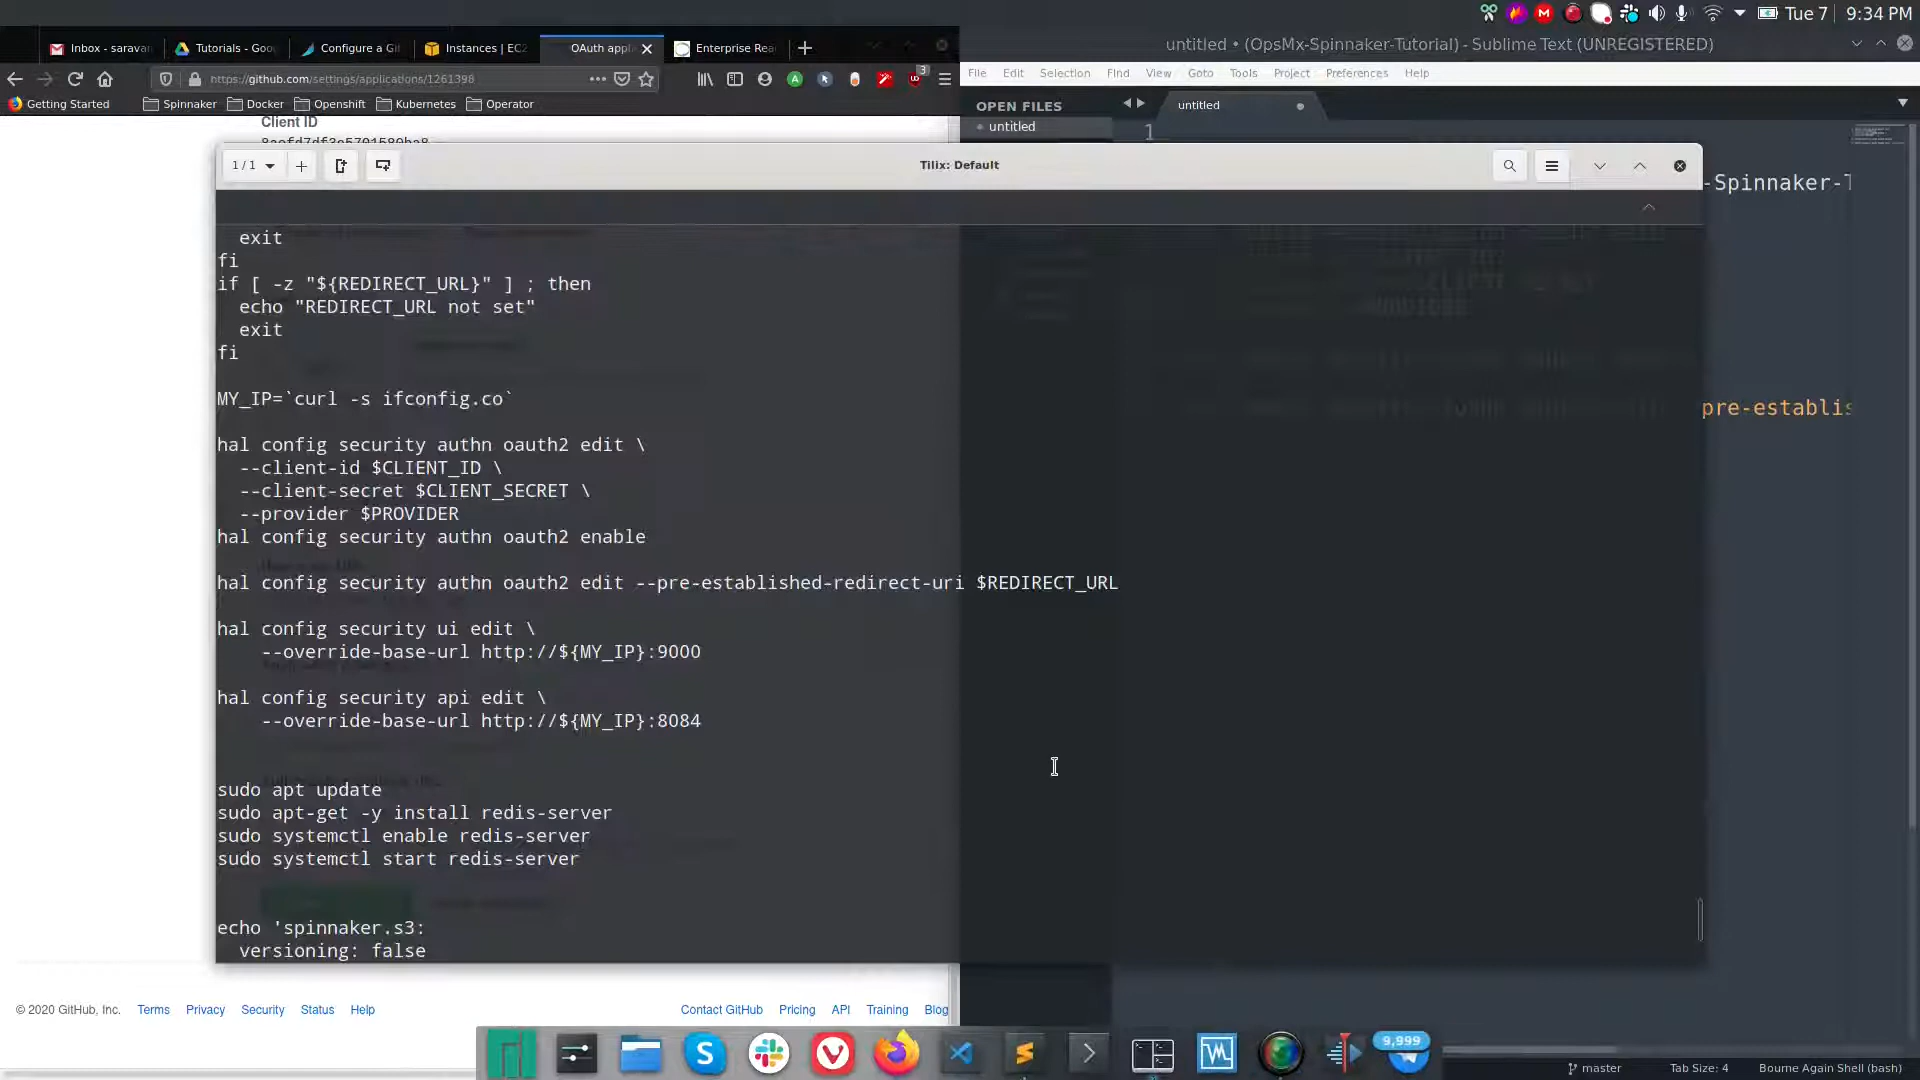 Tue 7
9:34 PM
Inbox - sarava
Tutorials - Goo
Configure a Gi
Instances | EC2
OAuth appl
Enterprise Rea
untitled • (OpsMx-Spinnaker-Tutorial) - Sublime Text (UNREGISTERED)
https://github.com/settings/applications/1261398
3
File Edit Selection Find View Goto Tools Project Preferences Help
Getting Started
Spinnaker
Docker
Openshift
Kubernetes
Operator
OPEN FILES
untitled
untitled
1
Client ID
1 / 1
Tilix: Default
-Spinnaker-T
exit
fi
if [ -z "${REDIRECT_URL}" ] ; then
echo "REDIRECT_URL not set"
exit
fi
MY_IP=`curl -s ifconfig.co`
pre-establis
hal config security authn oauth2 edit \
--client-id $CLIENT_ID \
--client-secret $CLIENT_SECRET \
--provider $PROVIDER
hal config security authn oauth2 enable
hal config security authn oauth2 edit --pre-established-redirect-uri $REDIRECT_URL
hal config security ui edit \
--override-base-url http://${MY_IP}:9000
hal config security api edit \
--override-base-url http://${MY_IP}:8084
sudo apt update
sudo apt-get -y install redis-server
sudo systemctl enable redis-server
sudo systemctl start redis-server
echo 'spinnaker.s3:
versioning: false
© 2020 GitHub, Inc.
Terms
Privacy
Security
Status
Help
Contact GitHub
Pricing
API
Training
Blog
9,999
master
Tab Size: 4
Bourne Again Shell (bash)